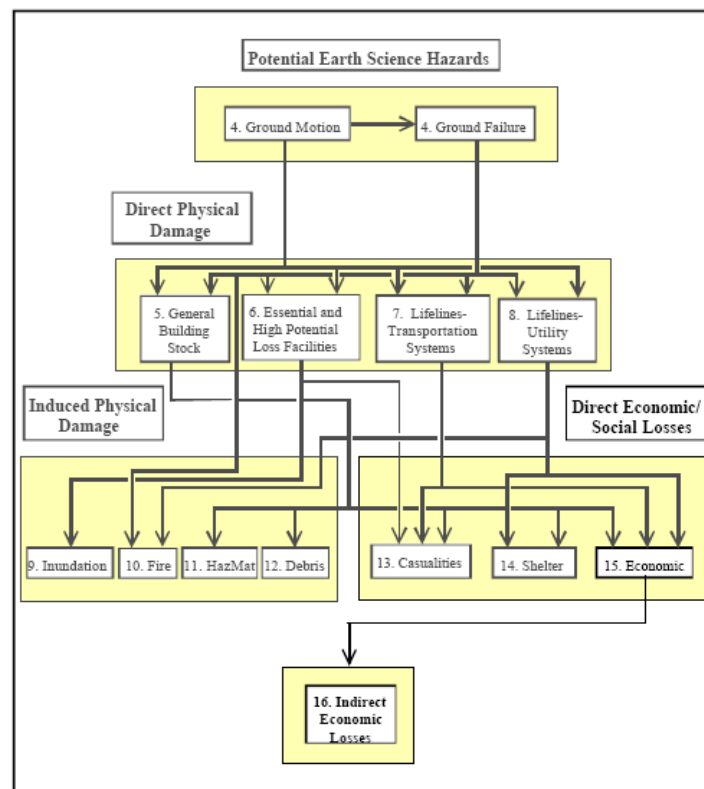 Potential Earth Science Hazards
4. Ground Motion
4. Ground Failure
Direct Physical
Damage
5. General
Building
Stock
6. Essential and
High Potential
Loss Facilities
7. Lifelines-
Transportation
Systems
8. Lifelines-
Utility
Systems
Induced Physical
Damage
Direct Economic/
Social Losses
9. Inundation
10. Fire
11. HazMat
12. Debris
13. Casualities
14. Shelter
15. Economic
16. Indirect
Economic
Losses